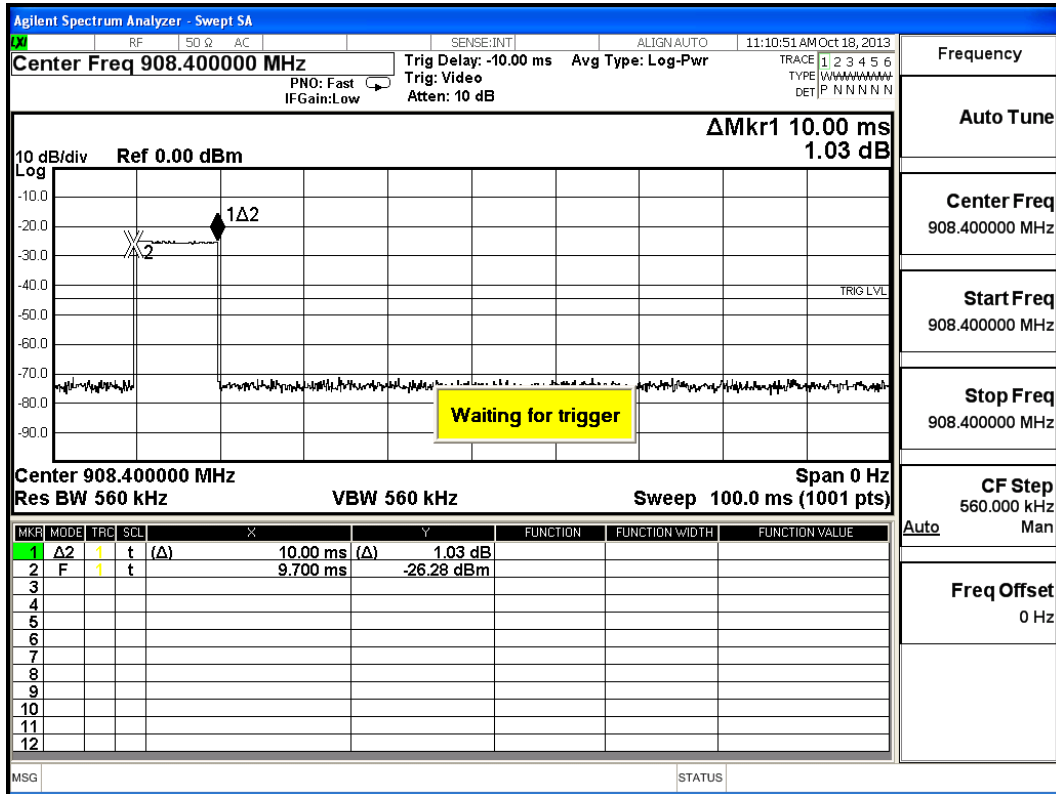 Agilent Spectrum Analyzer - Swept SA
LXI RF 50 Ω AC SENSE:INT ALIGN AUTO 11:10:51 AM Oct 18, 2013
Center Freq 908.400000 MHz
PNO: Fast
IFGain:Low
Trig Delay: -10.00 ms
Trig: Video
Atten: 10 dB
Avg Type: Log-Pwr
TRACE 1 2 3 4 5 6
TYPE WWWWWW
DET P N N N N N
ΔMkr1 10.00 ms
1.03 dB
10 dB/div Ref 0.00 dBm
Log
-10.0
-20.0
-30.0
-40.0
-50.0
-60.0
-70.0
-80.0
-90.0
1Δ2
2
TRIG LVL
Waiting for trigger
Center 908.400000 MHz Span 0 Hz
Res BW 560 kHz VBW 560 kHz Sweep 100.0 ms (1001 pts)
MKR MODE TRC SCL X Y FUNCTION FUNCTION WIDTH FUNCTION VALUE
1 Δ2 1 t (Δ) 10.00 ms (Δ) 1.03 dB
2 F 1 t 9.700 ms -26.28 dBm
3
4
5
6
7
8
9
10
11
12
MSG STATUS
Frequency
Auto Tune
Center Freq
908.400000 MHz
Start Freq
908.400000 MHz
Stop Freq
908.400000 MHz
CF Step
560.000 kHz
Auto Man
Freq Offset
0 Hz